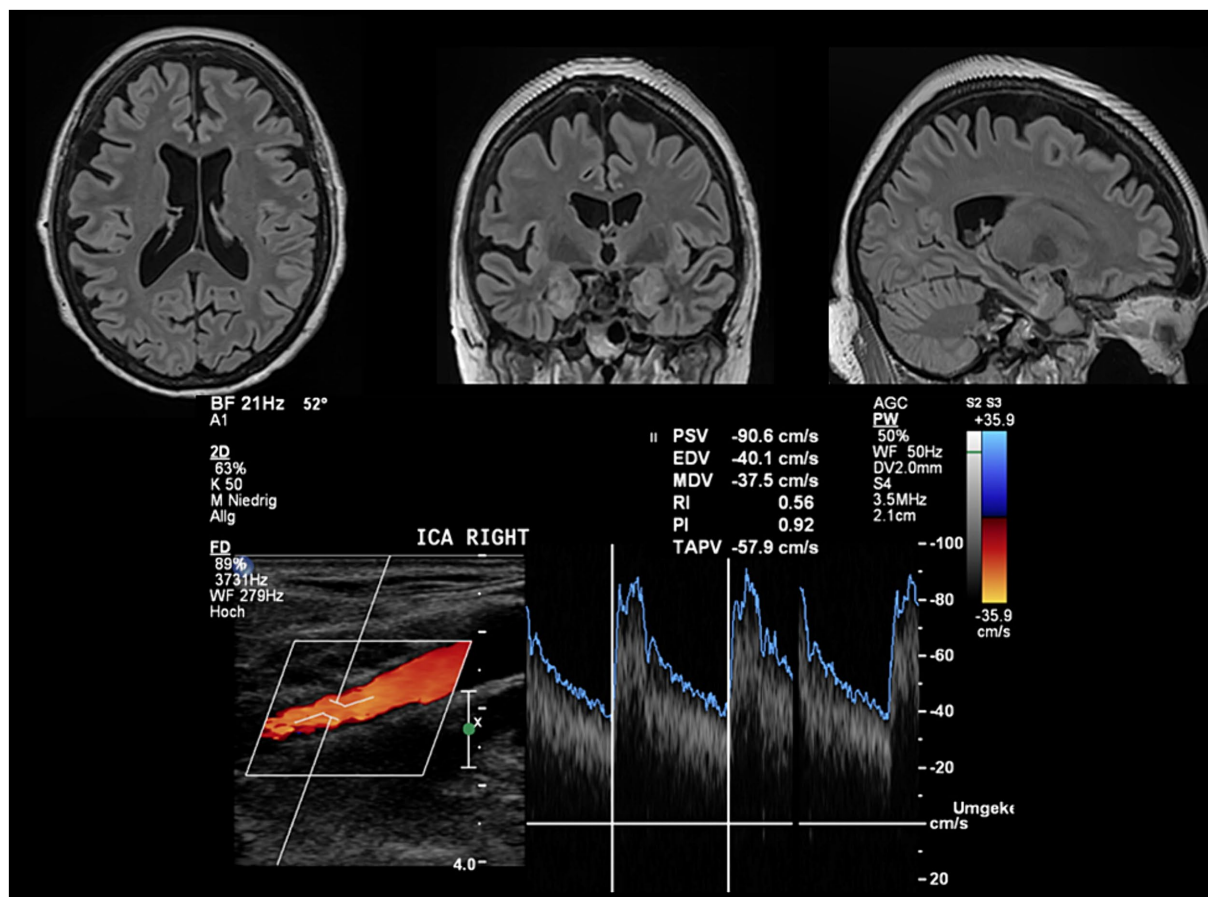 BF 21Hz 52°
A1
2D
63%
K 50
M Niedrig
Allg
FD
89%
3731Hz
WF 279Hz
Hoch
ICA RIGHT
x
4.0
II PSV -90.6 cm/s
EDV -40.1 cm/s
MDV -37.5 cm/s
RI 0.56
PI 0.92
TAPV -57.9 cm/s
AGC
PW
50%
WF 50Hz
DV2.0mm
S4
3.5MHz
2.1cm
S2 S3
+35.9
-35.9
cm/s
-100
-80
-60
-40
-20
Umgeke
cm/s
20